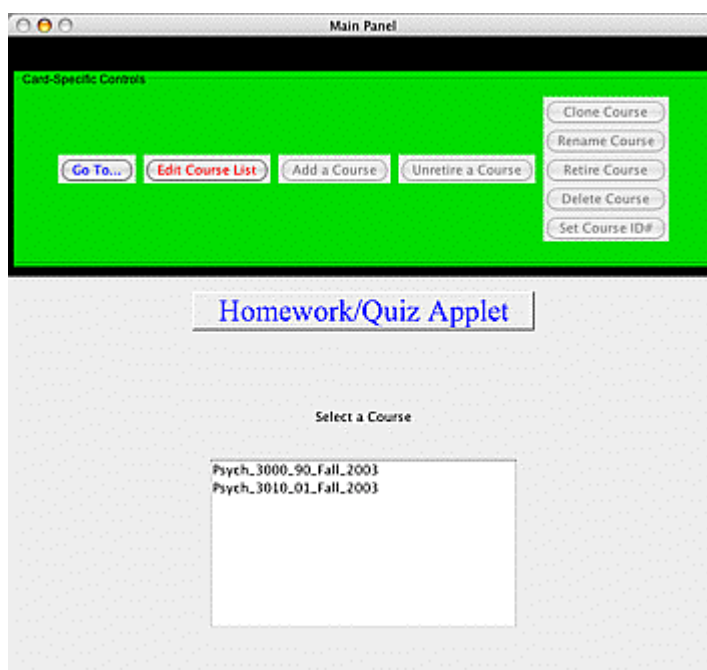 Main Panel
Card-Specific Controls
Go To...
Edit Course List
Add a Course
Unretire a Course
Clone Course
Rename Course
Retire Course
Delete Course
Set Course ID#
Homework/Quiz Applet
Select a Course
Psych_3000_90_Fall_2003
Psych_3010_01_Fall_2003